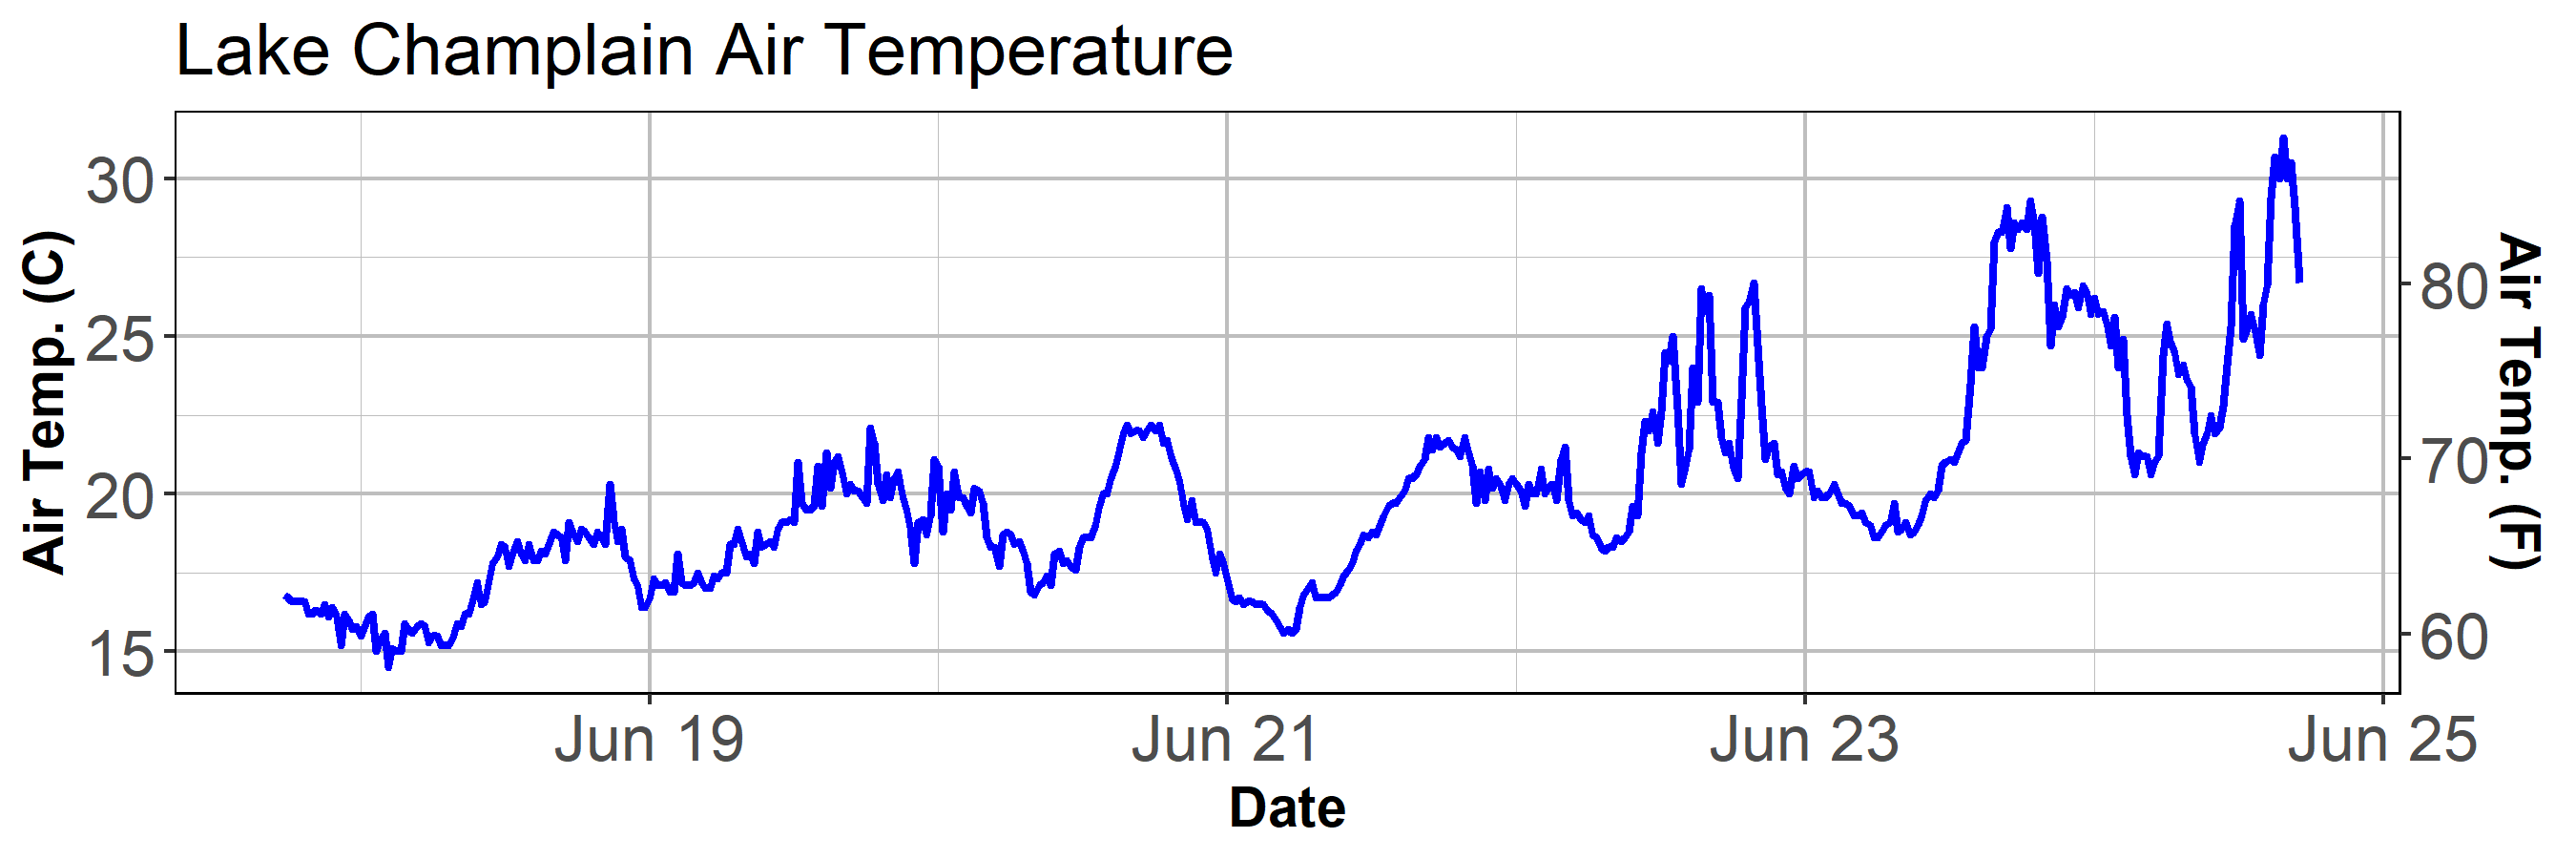 Lake Champlain Air Temperature
Air Temp. (C)
30
25
20
15
80
70
60
Air Temp. (F)
Jun 19
Jun 21
Jun 23
Jun 25
Date